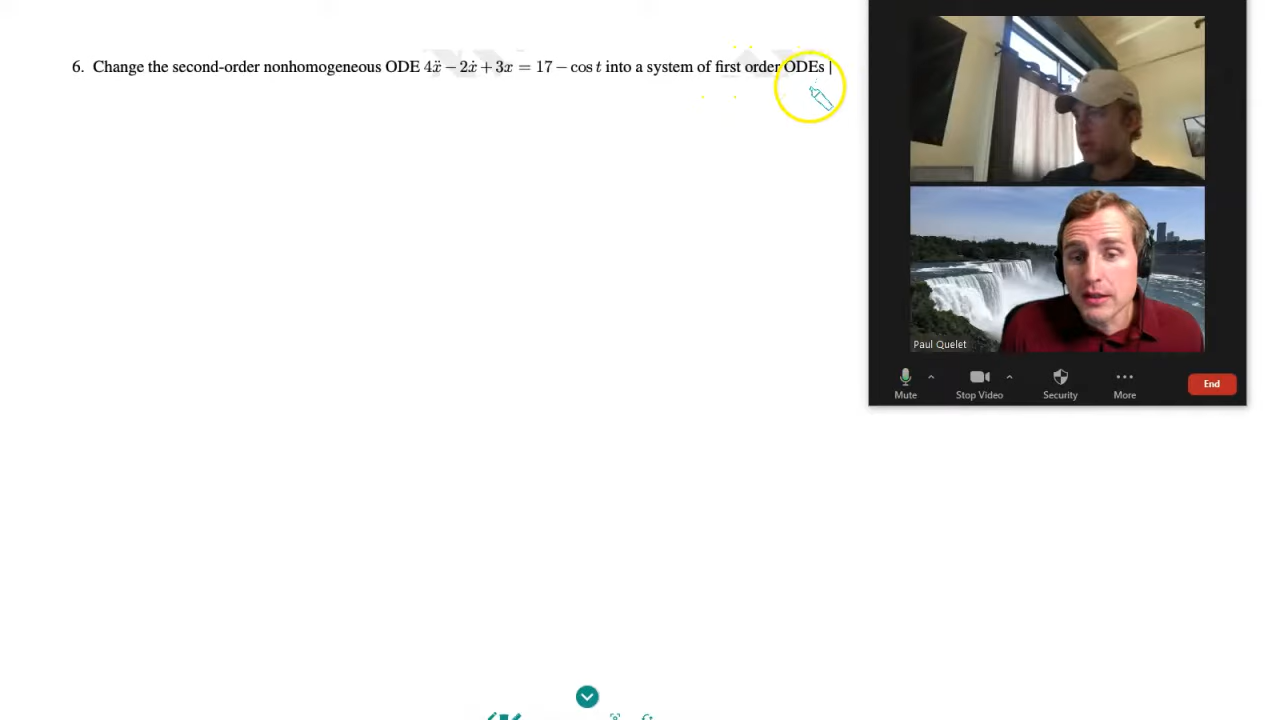 6. Change the second-order nonhomogeneous ODE 4ẍ − 2ẋ + 3x = 17 − cos t into a system of first order ODEs
Paul Quelet
Mute
Stop Video
Security
More
End